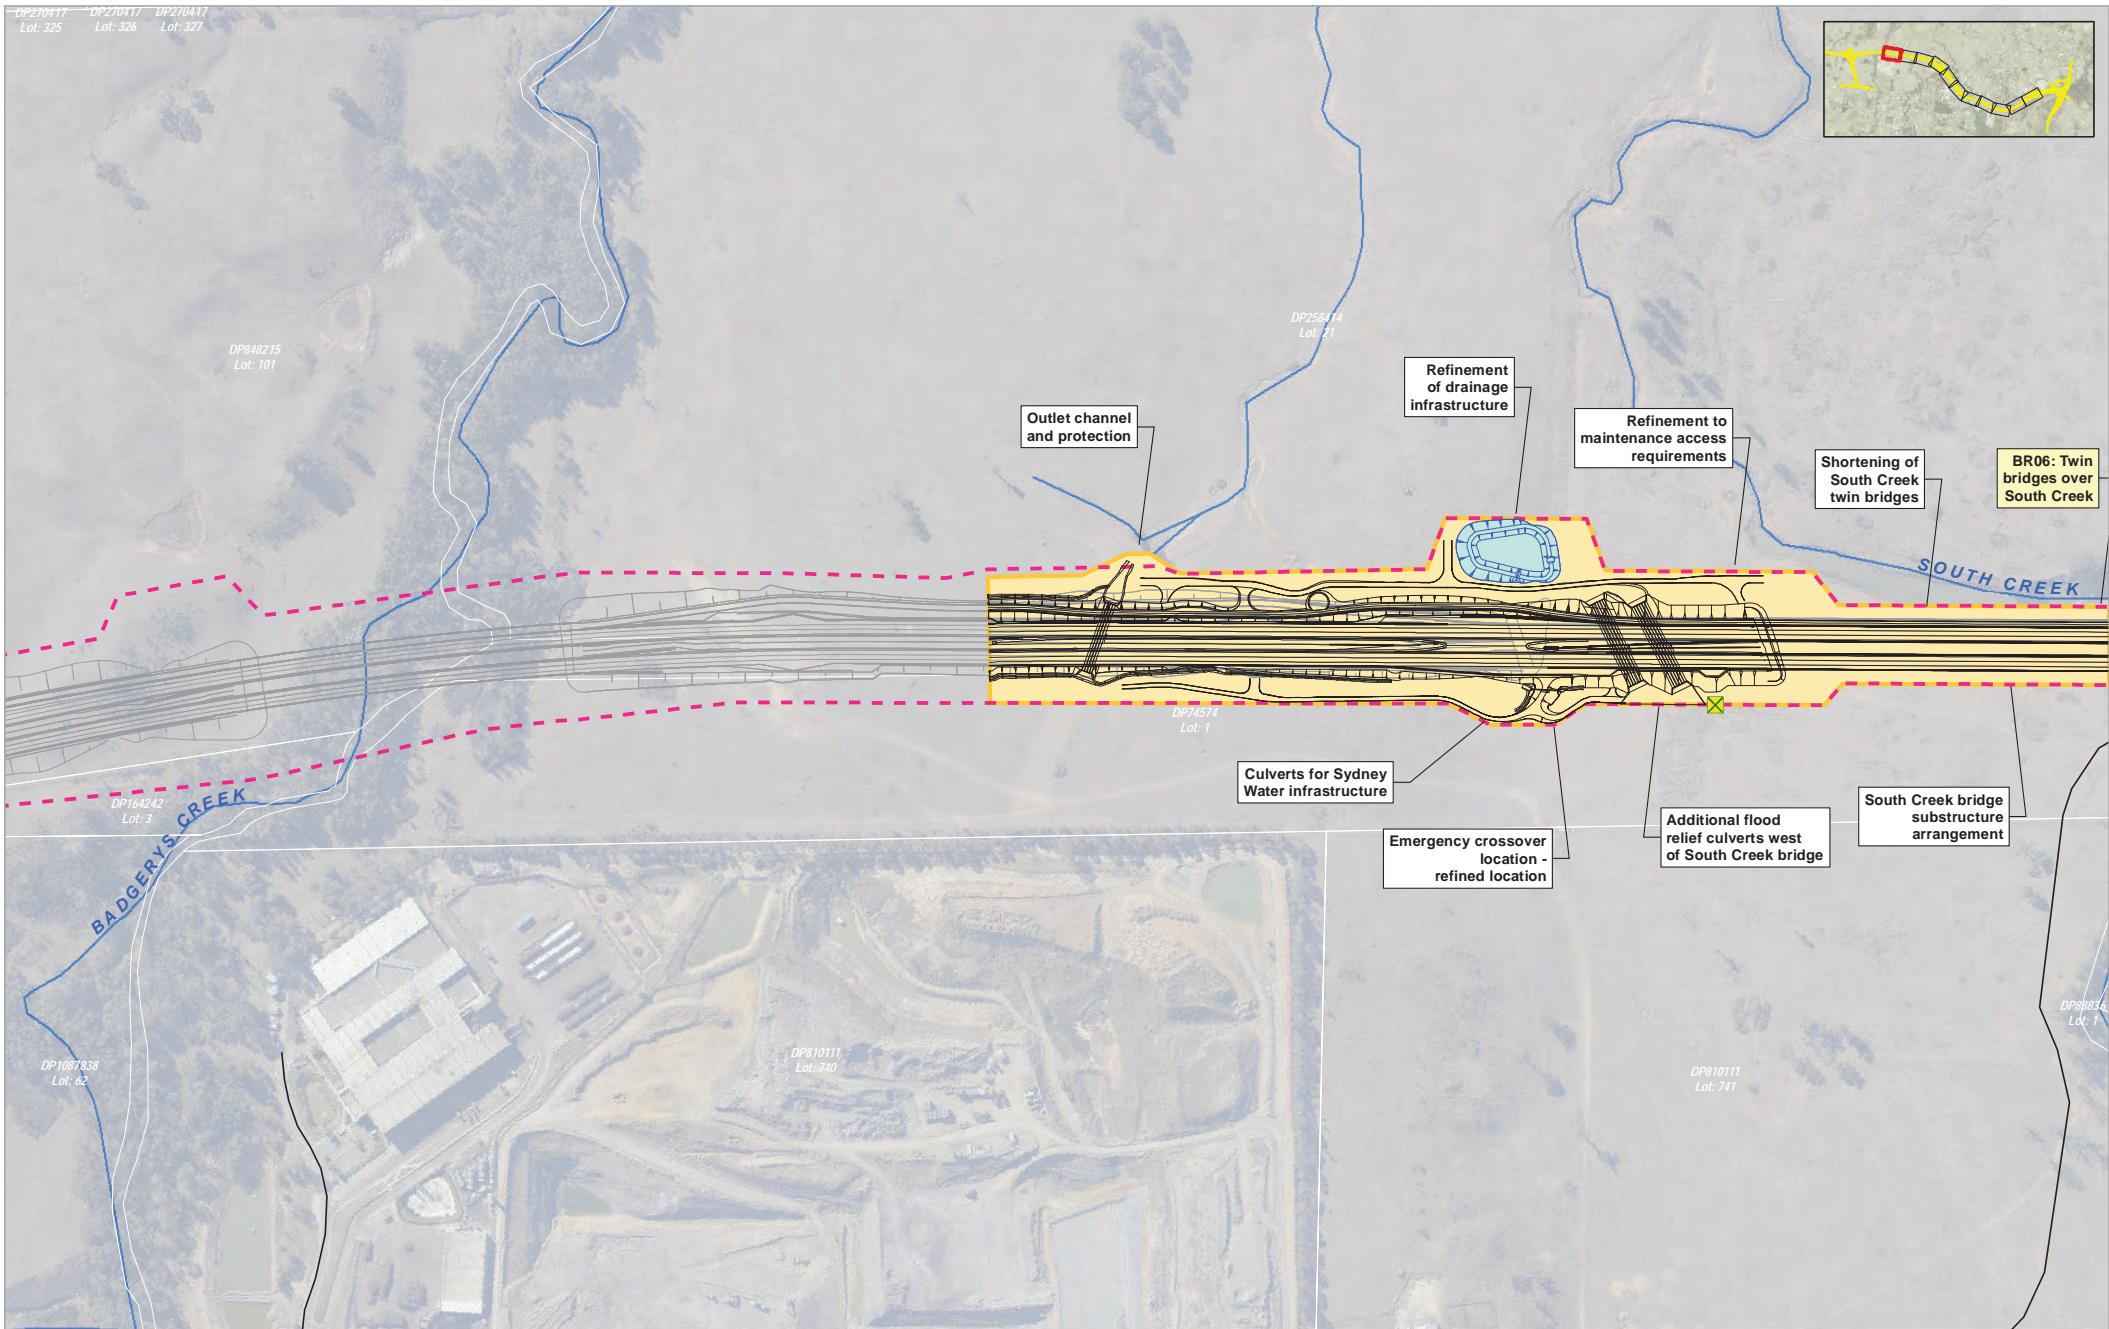 DP270417
Lot: 325
DP270417
Lot: 326
DP270417
Lot: 327
DP848215
Lot: 101
DP258414
Lot: 21
Outlet channel
and protection
Refinement
of drainage
infrastructure
Refinement to
maintenance access
requirements
Shortening of
South Creek
twin bridges
BR06: Twin
bridges over
South Creek
SOUTH CREEK
DP74574
Lot: 1
Culverts for Sydney
Water infrastructure
Emergency crossover
location -
refined location
Additional flood
relief culverts west
of South Creek bridge
South Creek bridge
substructure
arrangement
DP164242
Lot: 3
BADGERYS CREEK
DP1087838
Lot: 62
DP810111
Lot: 740
DP810111
Lot: 741
Lot: 1